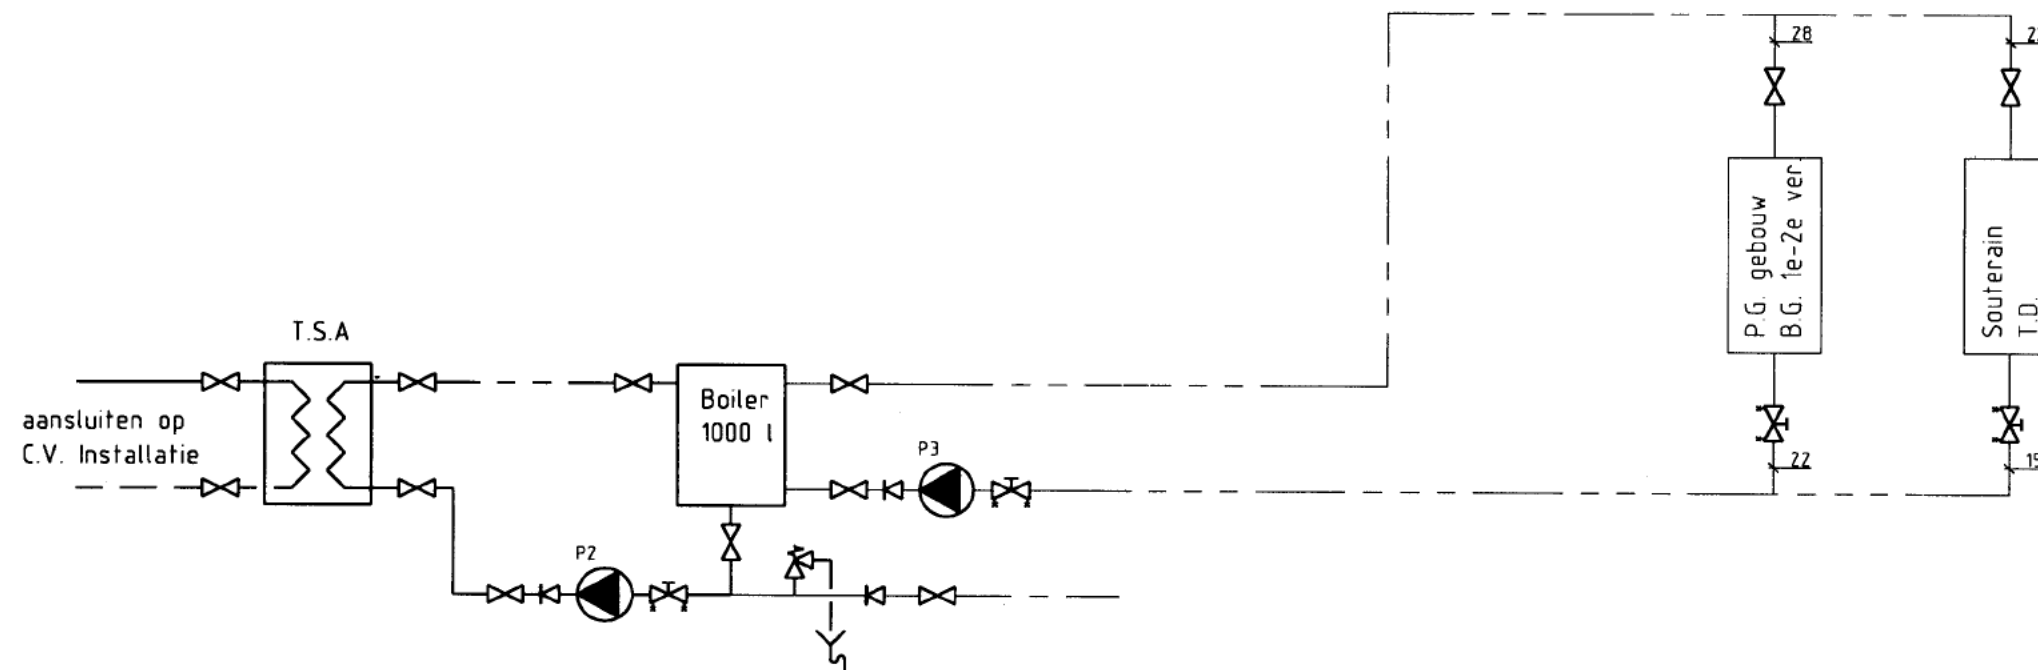 28
T.S.A
aansluiten op
C.V. Installatie
Boiler
1000 l
P3
P2
P.G. gebouw
B.G. 1e-2e ver
22
Souterain
T.D.